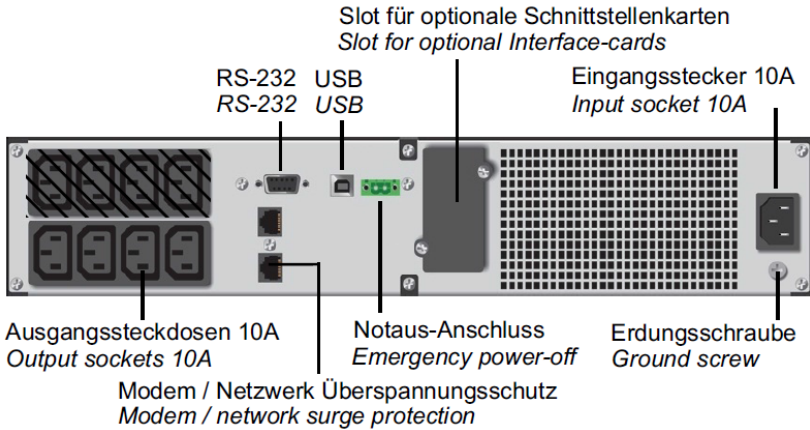 Slot für optionale Schnittstellenkarten
Slot for optional Interface-cards
RS-232 USB
RS-232 USB
Eingangsstecker 10A
Input socket 10A
Ausgangssteckdosen 10A
Output sockets 10A
Notaus-Anschluss
Emergency power-off
Erdungsschraube
Ground screw
Modem / Netzwerk Überspannungsschutz
Modem / network surge protection